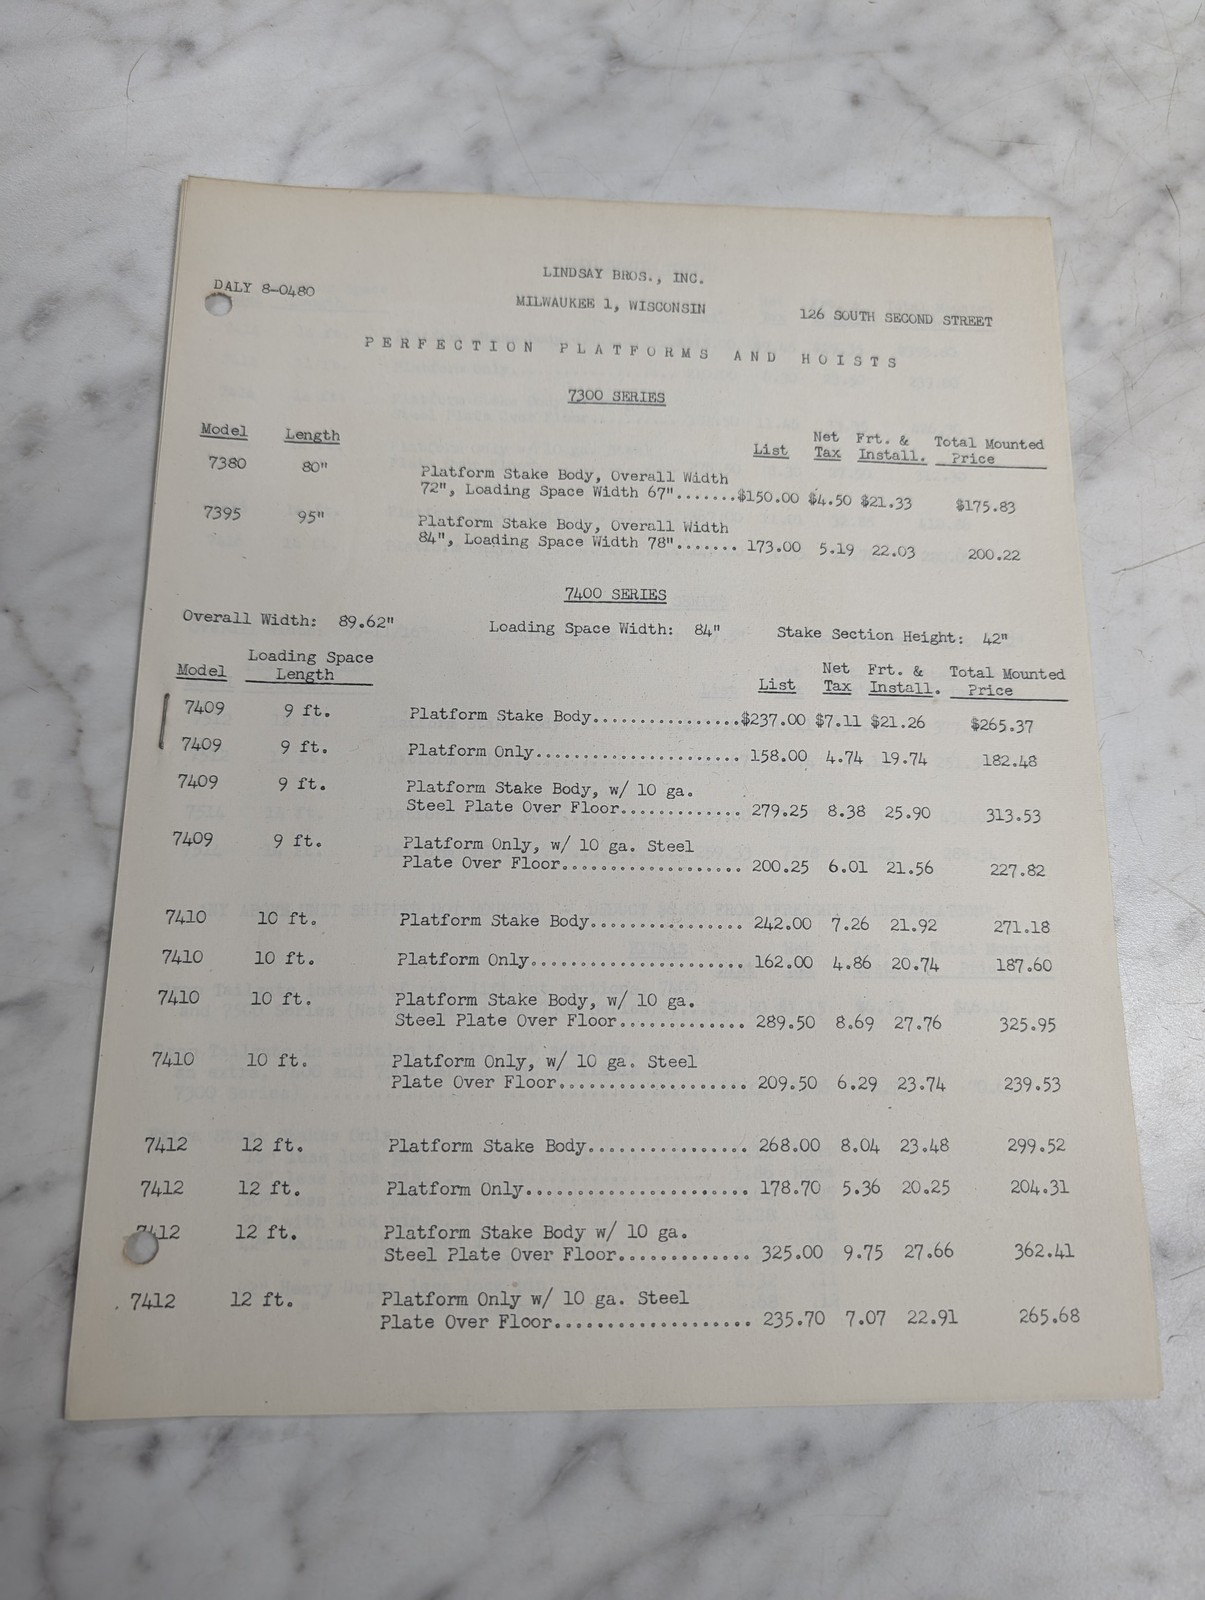 LINDSAY BROS., INC.
DALY 8-0480 MILWAUKEE 1, WISCONSIN 126 SOUTH SECOND STREET
PERFECTION PLATFORMS AND HOISTS
7300 SERIES
Model Length List Net Tax Frt. & Install. Total Mounted Price
7380 80" Platform Stake Body, Overall Width
72", Loading Space Width 67".......$150.00 $4.50 $21.33 $175.83
7395 95" Platform Stake Body, Overall Width
84", Loading Space Width 78"....... 173.00 5.19 22.03 200.22
7400 SERIES
Overall Width: 89.62" Loading Space Width: 84" Stake Section Height: 42"
Model Loading Space Length List Net Tax Frt. & Install. Total Mounted Price
7409 9 ft. Platform Stake Body................$237.00 $7.11 $21.26 $265.37
7409 9 ft. Platform Only...................... 158.00 4.74 19.74 182.48
7409 9 ft. Platform Stake Body, w/ 10 ga.
Steel Plate Over Floor............. 279.25 8.38 25.90 313.53
7409 9 ft. Platform Only, w/ 10 ga. Steel
Plate Over Floor................... 200.25 6.01 21.56 227.82
7410 10 ft. Platform Stake Body................ 242.00 7.26 21.92 271.18
7410 10 ft. Platform Only....................... 162.00 4.86 20.74 187.60
7410 10 ft. Platform Stake Body, w/ 10 ga.
Steel Plate Over Floor............. 289.50 8.69 27.76 325.95
7410 10 ft. Platform Only, w/ 10 ga. Steel
Plate Over Floor.................... 209.50 6.29 23.74 239.53
7412 12 ft. Platform Stake Body................. 268.00 8.04 23.48 299.52
7412 12 ft. Platform Only........................ 178.70 5.36 20.25 204.31
7412 12 ft. Platform Stake Body w/ 10 ga.
Steel Plate Over Floor.............. 325.00 9.75 27.66 362.41
7412 12 ft. Platform Only w/ 10 ga. Steel
Plate Over Floor.................... 235.70 7.07 22.91 265.68